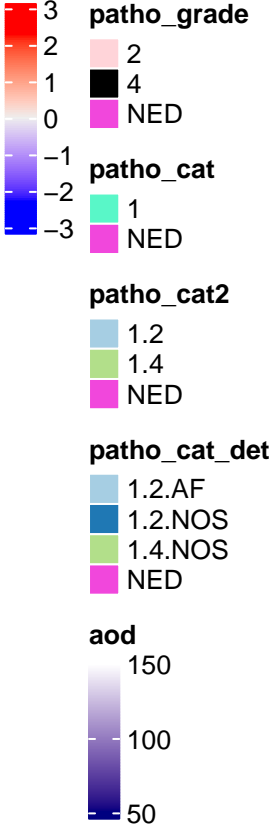 3
2
1
0
−1
−2
−3
patho_grade
2
4
NED
patho_cat
1
NED
patho_cat2
1.2
1.4
NED
patho_cat_det
1.2.AF
1.2.NOS
1.4.NOS
NED
aod
150
100
50